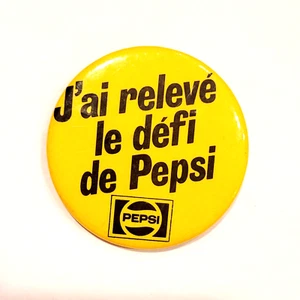 J'ai relevé
le défi
de Pepsi
PEPSI